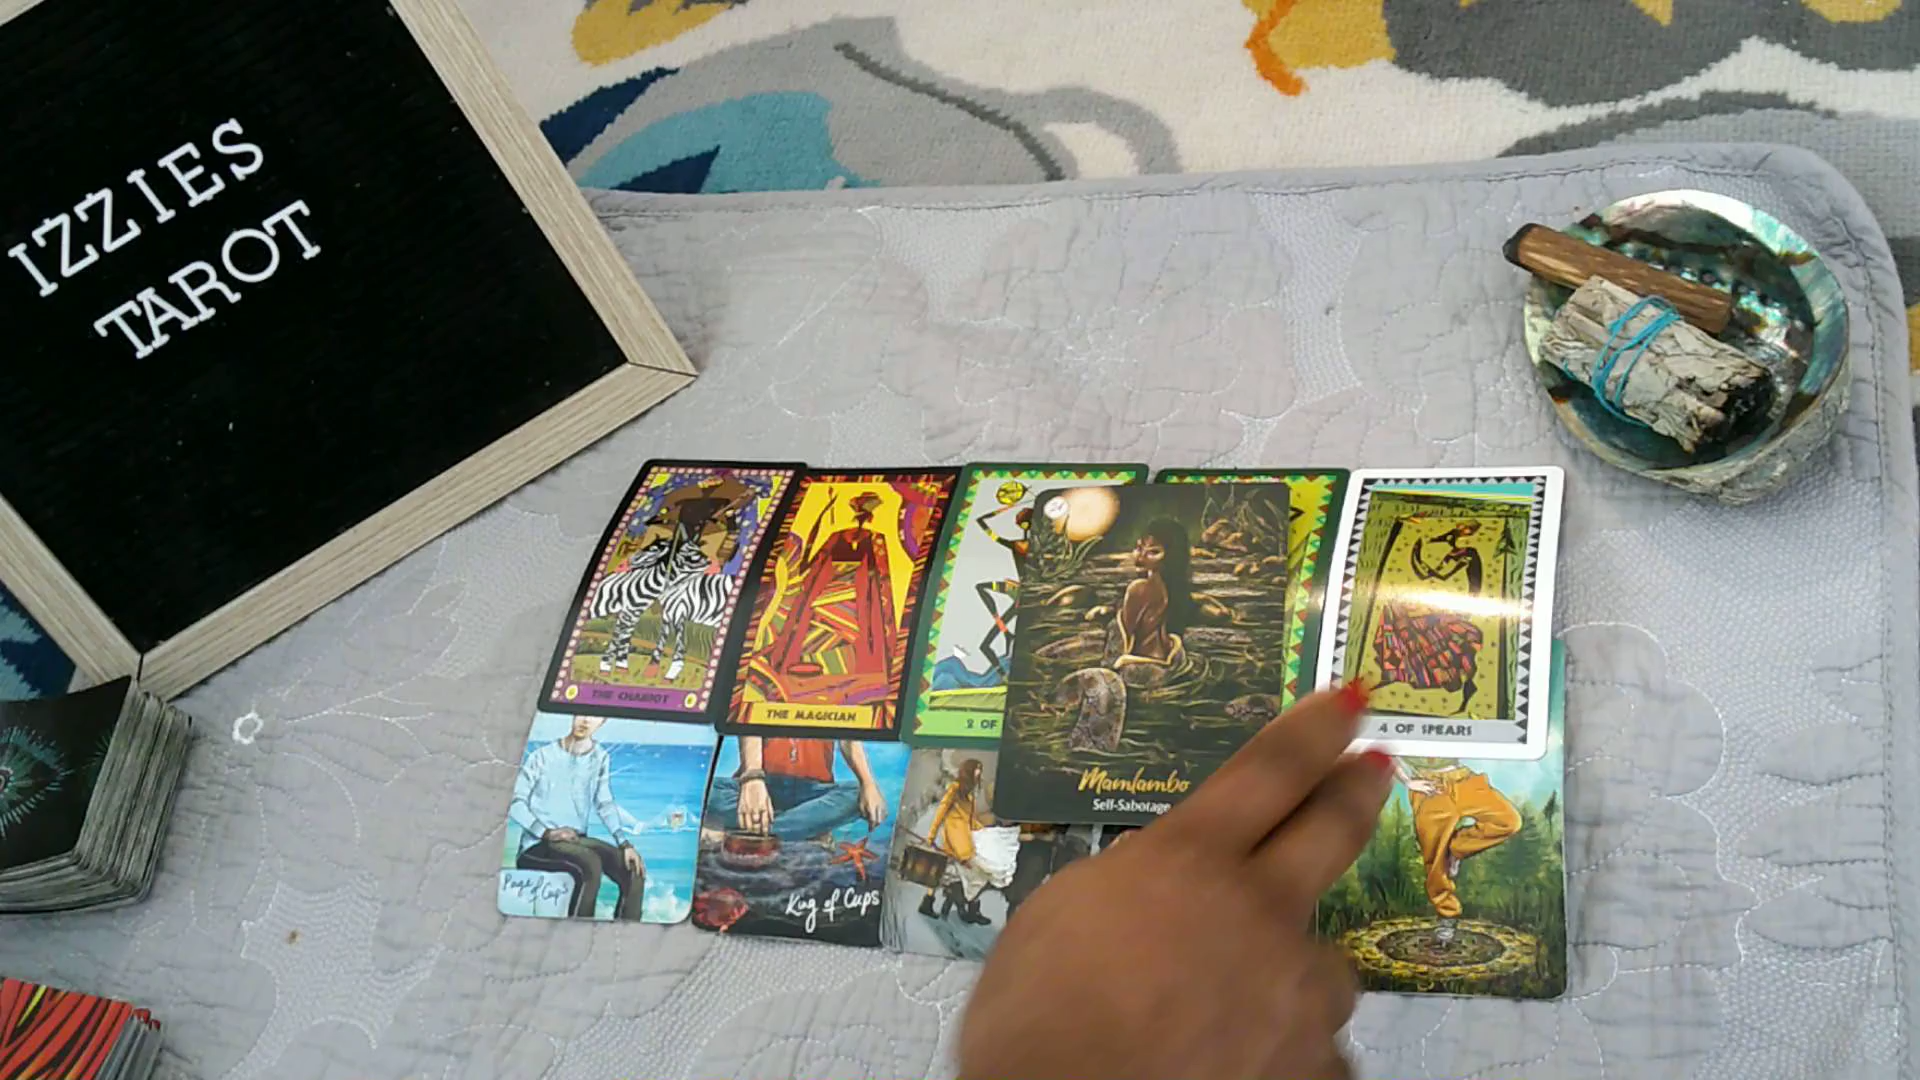 IZZIES
TAROT
THE CHARIOT
THE MAGICIAN
2 OF
4 OF SPEARS
Mamlambo
Self-Sabotage
Page of Cups
King of Cups